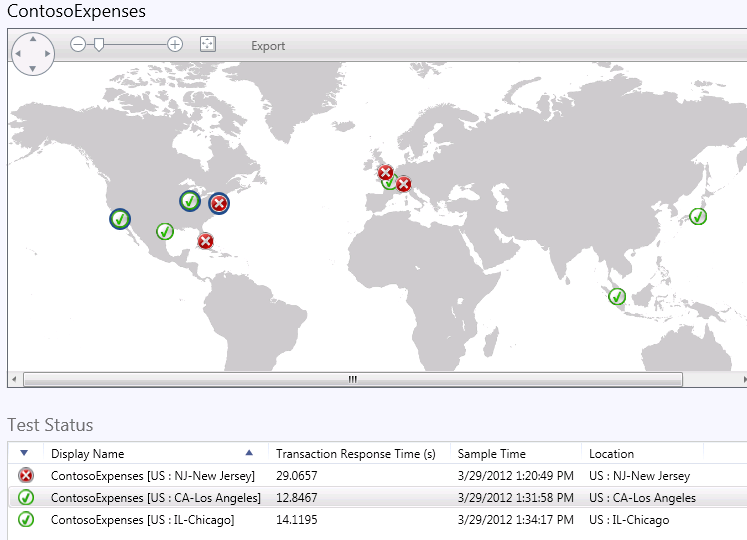 ContosoExpenses
Export
Test Status
Display Name Transaction Response Time (s) Sample Time Location
ContosoExpenses [US : NJ-New Jersey] 29.0657 3/29/2012 1:20:49 PM US : NJ-New Jersey
ContosoExpenses [US : CA-Los Angeles] 12.8467 3/29/2012 1:31:58 PM US : CA-Los Angeles
ContosoExpenses [US : IL-Chicago] 14.1195 3/29/2012 1:34:17 PM US : IL-Chicago